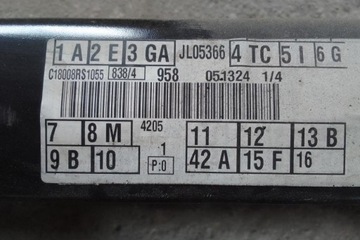 1 A 2 E 3 GA JL05366 4 TC 5 I 6 G
C18008RS1055 838/4 958 051324 1/4
7 8 M 4205 11 12 13 B
9 B 10 1 P:0 42 A 15 F 16